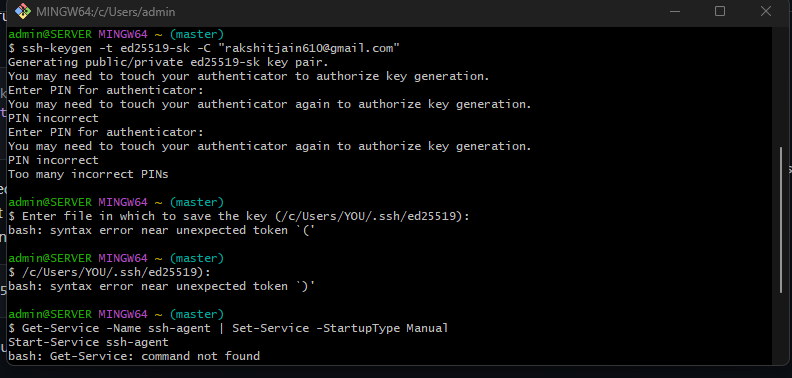 MINGW64:/c/Users/admin
admin@SERVER MINGW64 ~ (master)
$ ssh-keygen -t ed25519-sk -C "rakshitjain610@gmail.com"
Generating public/private ed25519-sk key pair.
You may need to touch your authenticator to authorize key generation.
Enter PIN for authenticator:
You may need to touch your authenticator again to authorize key generation.
PIN incorrect
Enter PIN for authenticator:
You may need to touch your authenticator again to authorize key generation.
PIN incorrect
Too many incorrect PINs
admin@SERVER MINGW64 ~ (master)
$ Enter file in which to save the key (/c/Users/YOU/.ssh/ed25519):
bash: syntax error near unexpected token `('
admin@SERVER MINGW64 ~ (master)
$ /c/Users/YOU/.ssh/ed25519):
bash: syntax error near unexpected token `)'
admin@SERVER MINGW64 ~ (master)
$ Get-Service -Name ssh-agent | Set-Service -StartupType Manual
Start-Service ssh-agent
bash: Get-Service: command not found